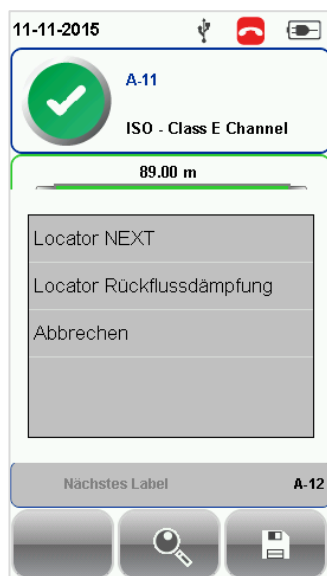 11-11-2015
A-11
ISO - Class E Channel
89.00 m
Locator NEXT
Locator Rückflussdämpfung
Abbrechen
Nächstes Label A-12